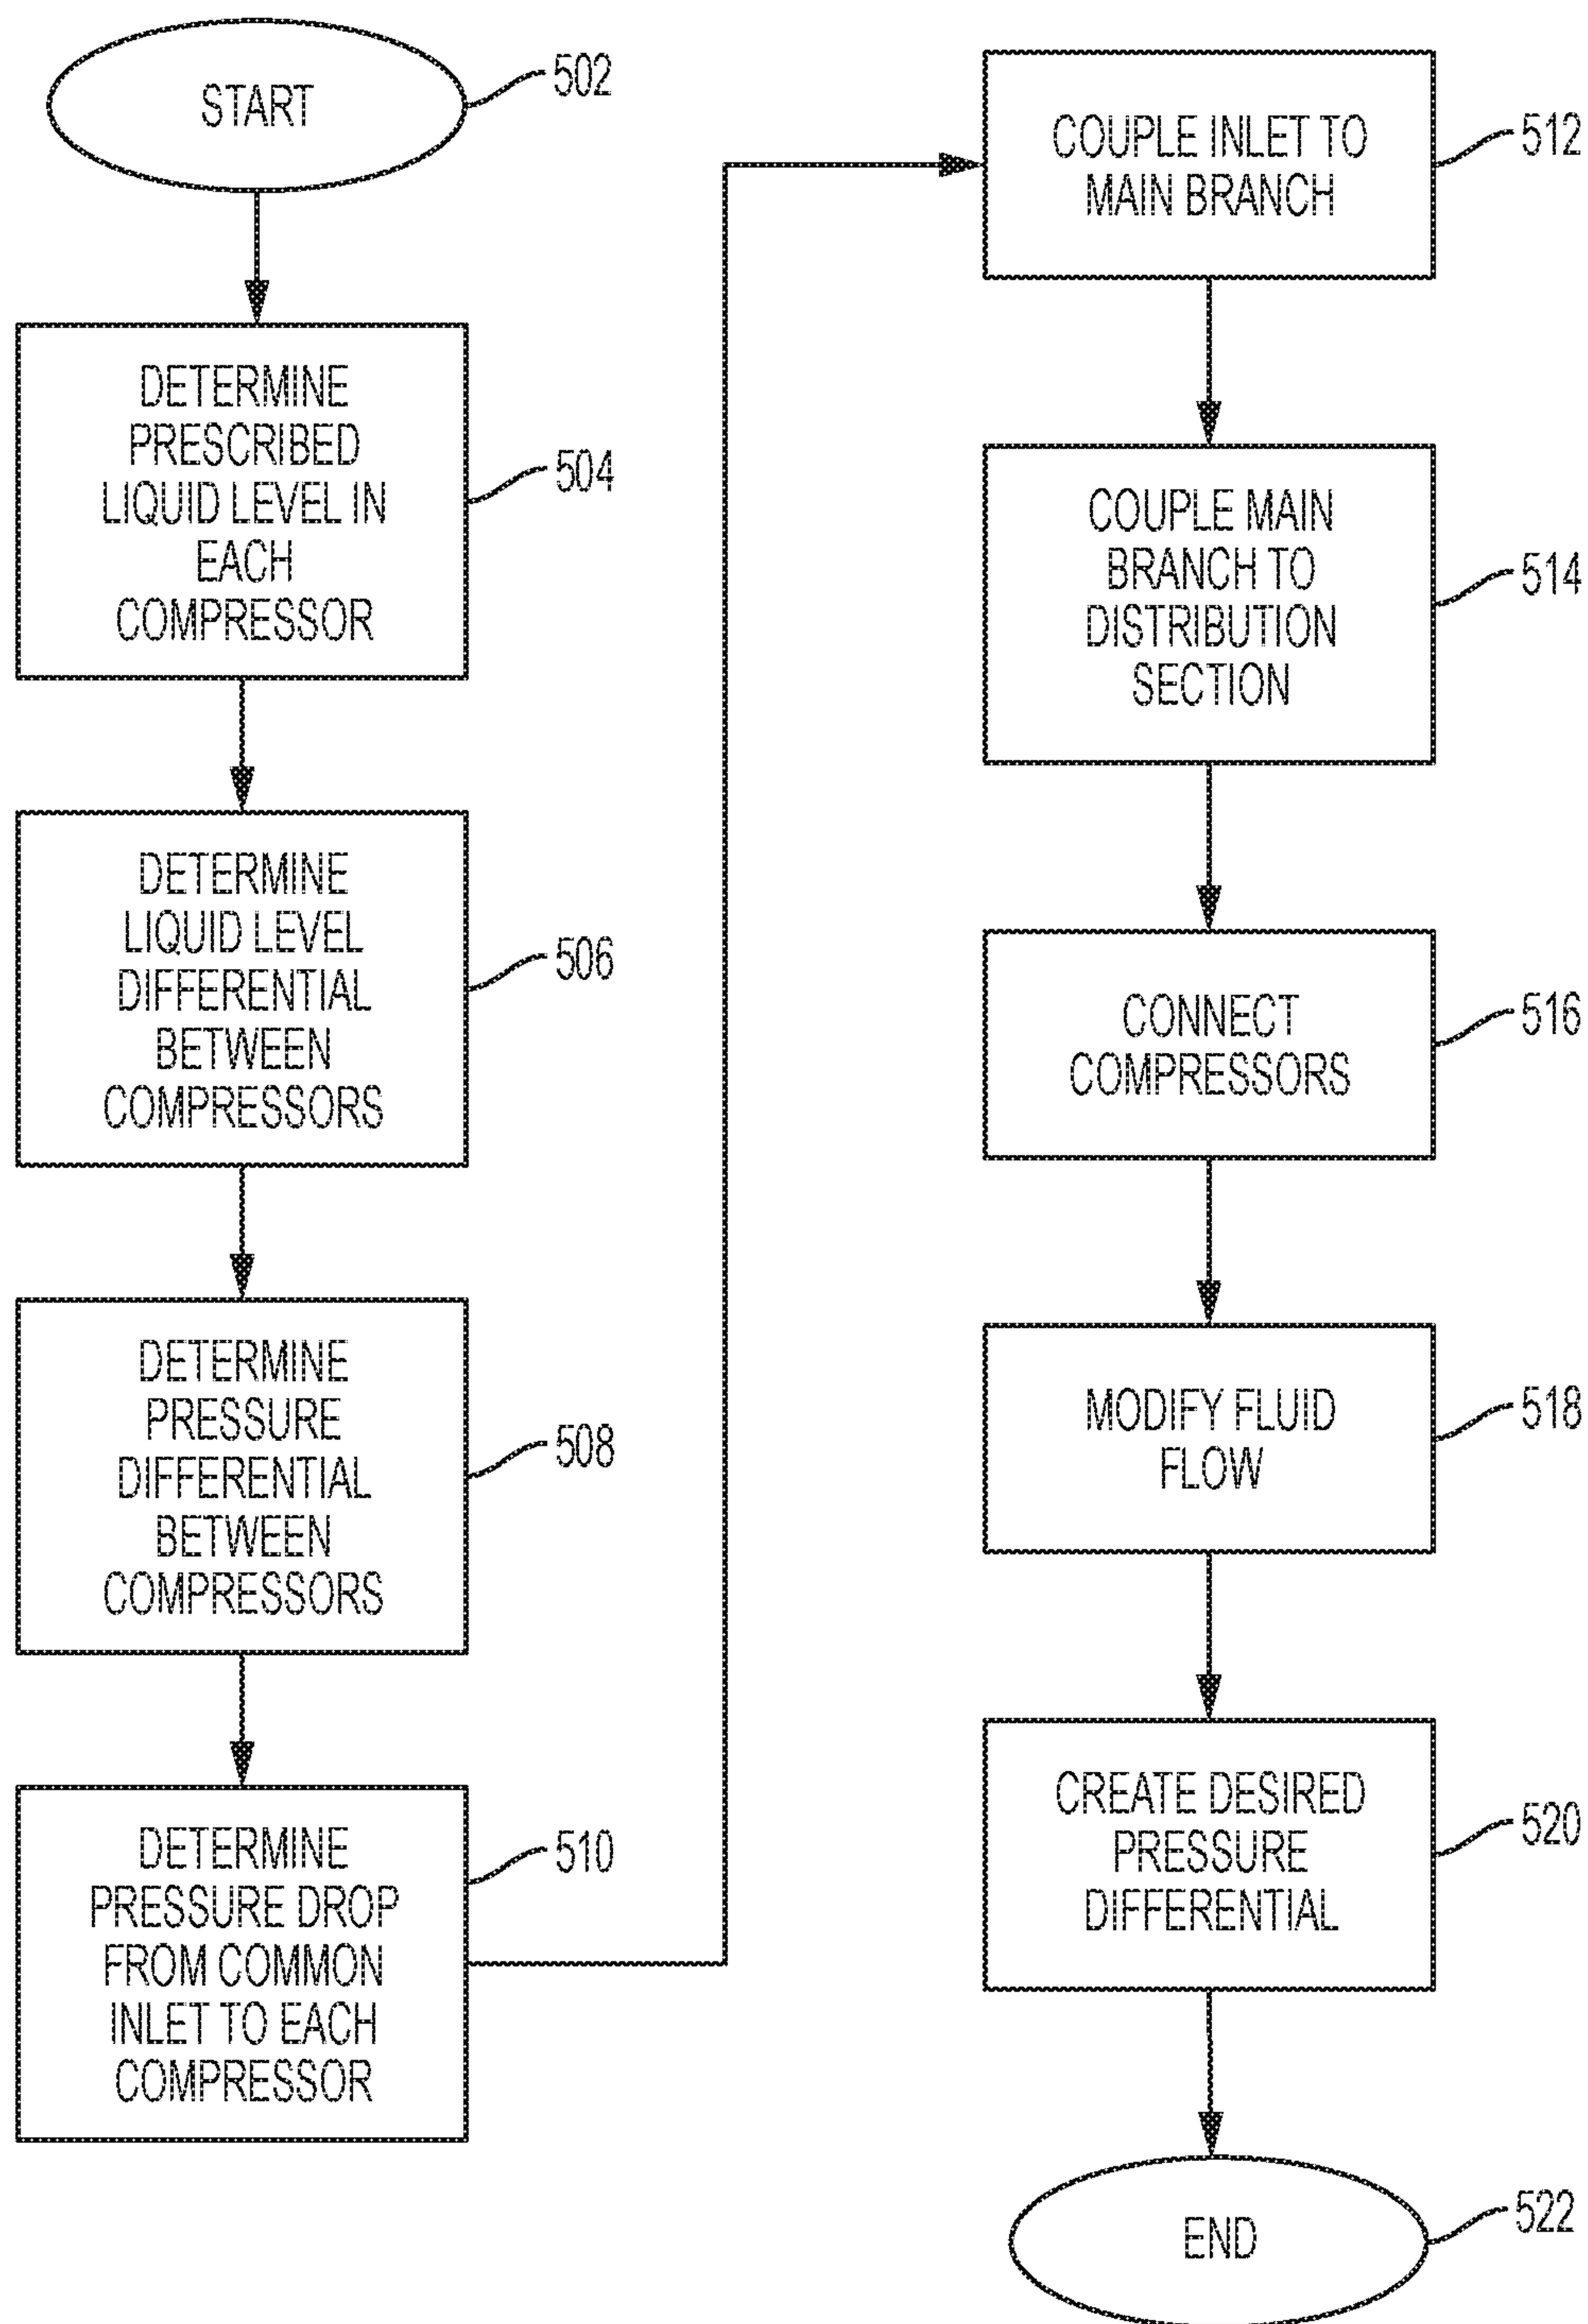 START
502
DETERMINE
PRESCRIBED
LIQUID LEVEL IN
EACH
COMPRESSOR
504
DETERMINE
LIQUID LEVEL
DIFFERENTIAL
BETWEEN
COMPRESSORS
506
DETERMINE
PRESSURE
DIFFERENTIAL
BETWEEN
COMPRESSORS
508
DETERMINE
PRESSURE DROP
FROM COMMON
INLET TO EACH
COMPRESSOR
510
COUPLE INLET TO
MAIN BRANCH
512
COUPLE MAIN
BRANCH TO
DISTRIBUTION
SECTION
514
CONNECT
COMPRESSORS
516
MODIFY FLUID
FLOW
518
CREATE DESIRED
PRESSURE
DIFFERENTIAL
520
END
522